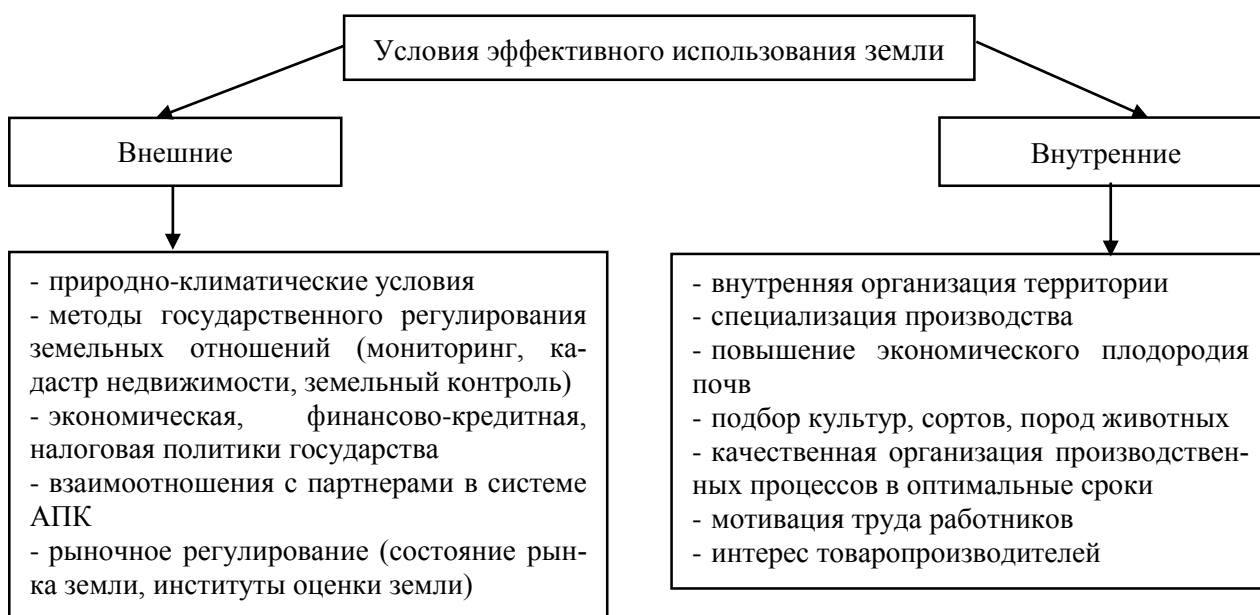 Условия эффективного использования земли
Внешние
Внутренние
- природно-климатические условия
- методы государственного регулирования
земельных отношений (мониторинг, ка-
дастр недвижимости, земельный контроль)
- экономическая, финансово-кредитная,
налоговая политики государства
- взаимоотношения с партнерами в системе
АПК
- рыночное регулирование (состояние рын-
ка земли, институты оценки земли)
- внутренняя организация территории
- специализация производства
- повышение экономического плодородия
почв
- подбор культур, сортов, пород животных
- качественная организация производствен-
ных процессов в оптимальные сроки
- мотивация труда работников
- интерес товаропроизводителей